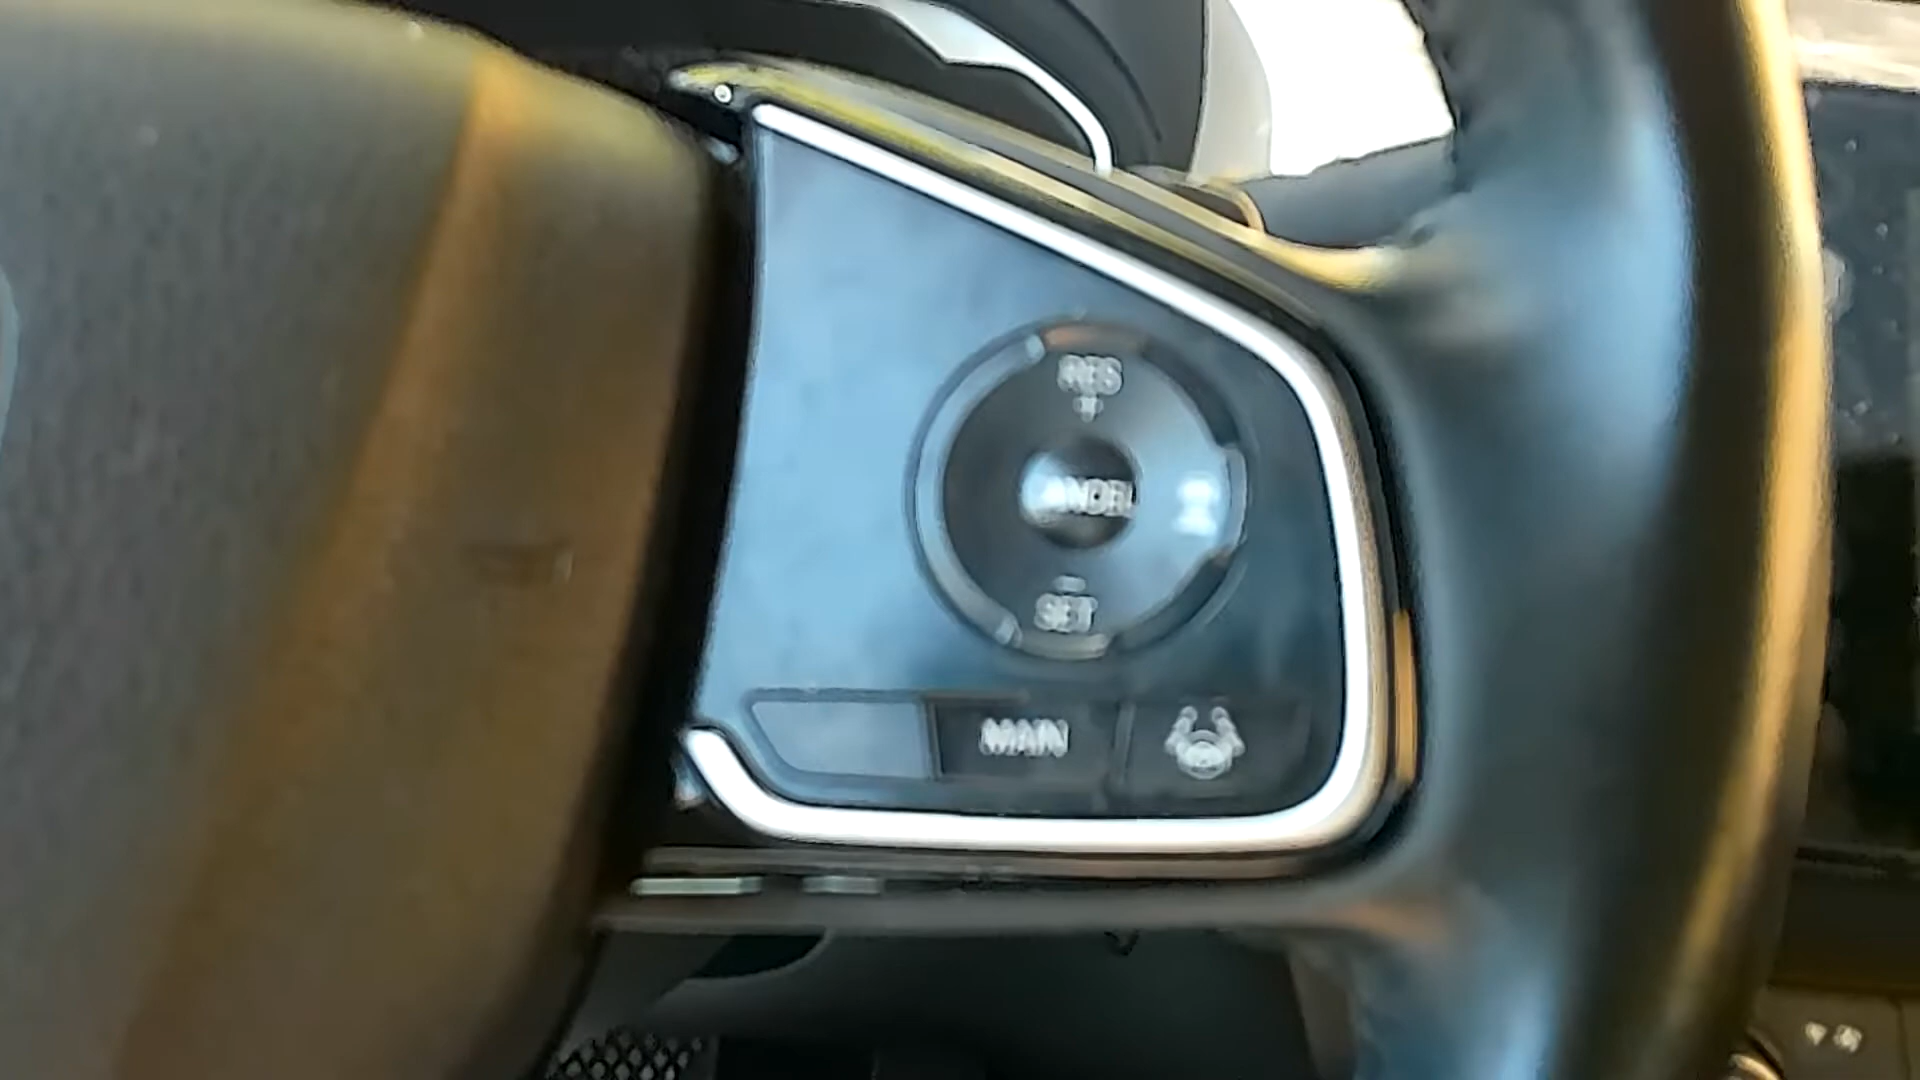 RES
+
CANCEL
-
SET
MAIN